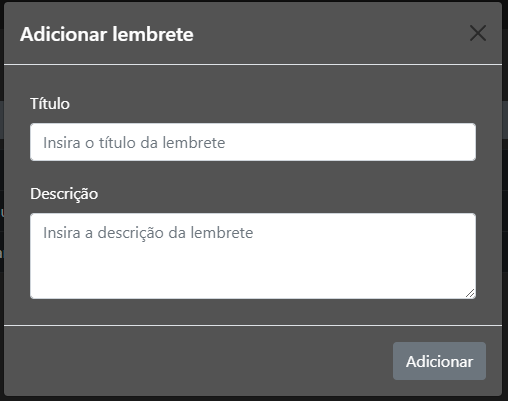 Adicionar lembrete
Título
Insira o título da lembrete
Descrição
Insira a descrição da lembrete
Adicionar